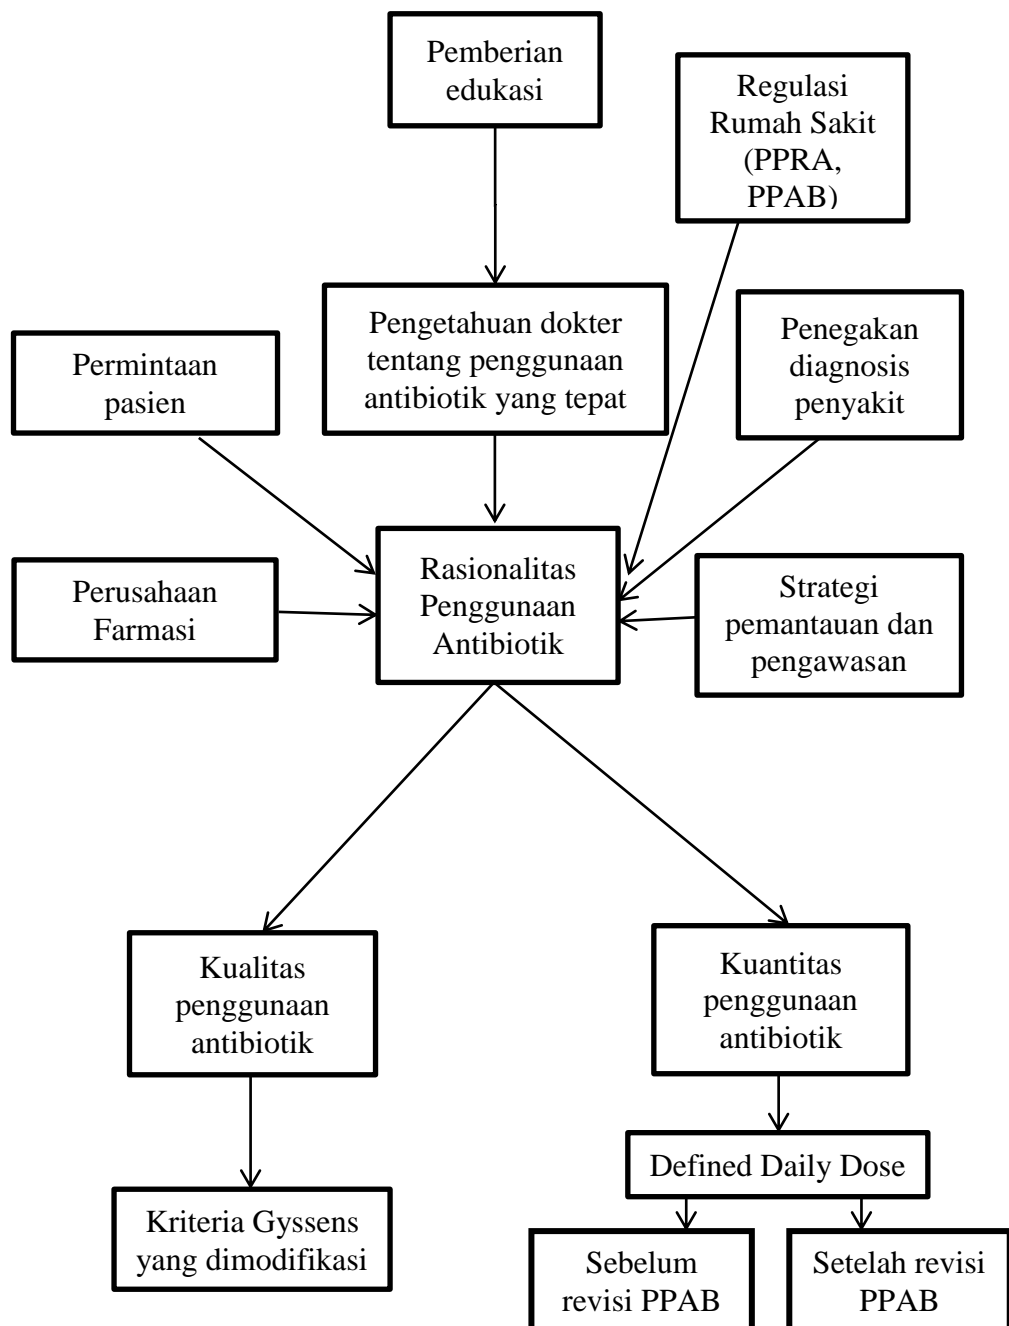 Pemberian
edukasi
Regulasi
Rumah Sakit
(PPRA,
PPAB)
Pengetahuan dokter
tentang penggunaan
antibiotik yang tepat
Penegakan
diagnosis
penyakit
Permintaan
pasien
Rasionalitas
Penggunaan
Antibiotik
Perusahaan
Farmasi
Strategi
pemantauan dan
pengawasan
Kualitas
penggunaan
antibiotik
Kuantitas
penggunaan
antibiotik
Defined Daily Dose
Kriteria Gyssens
yang dimodifikasi
Sebelum
revisi PPAB
Setelah revisi
PPAB